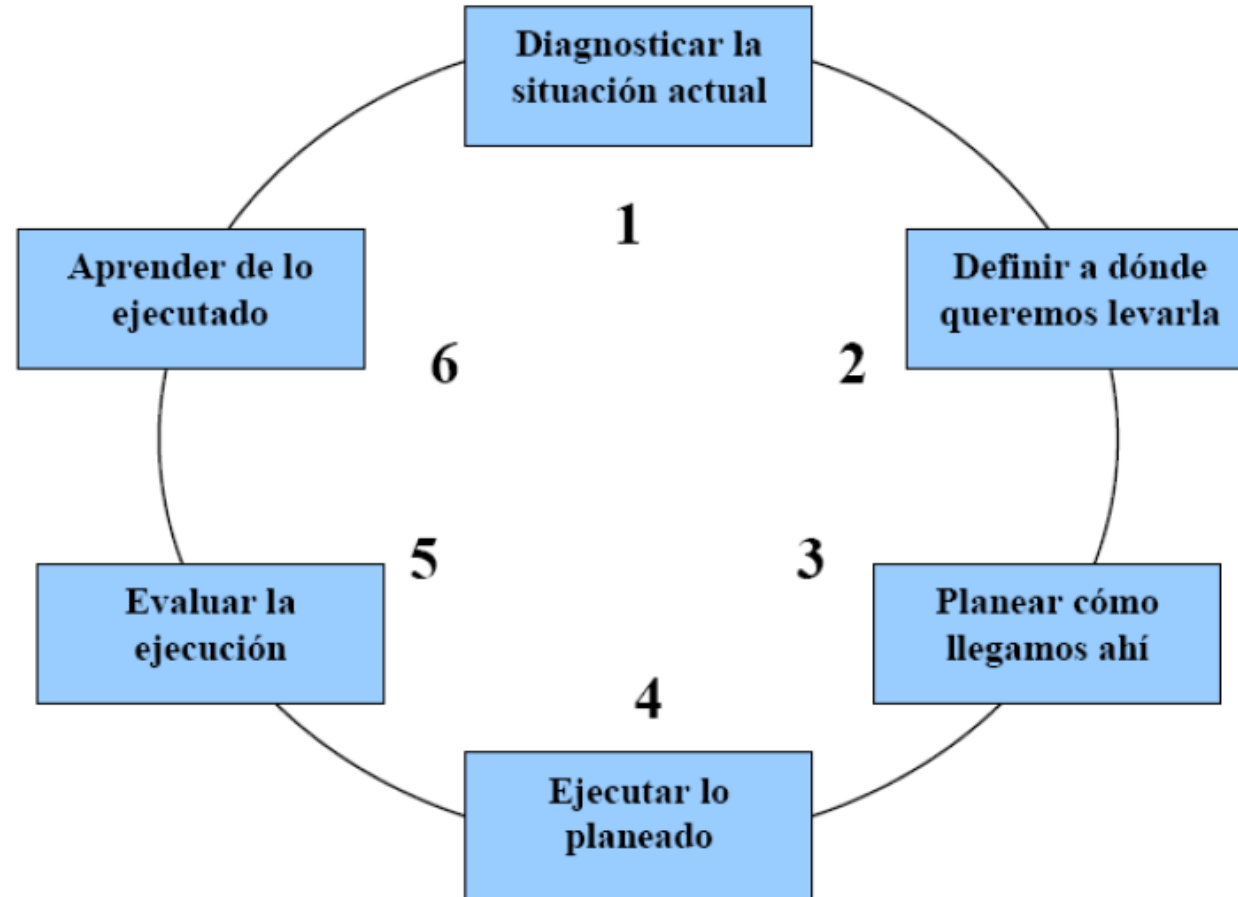 Diagnosticar la
situación actual
1
Definir a dónde
queremos levarla
2
Planear cómo
llegamos ahí
3
Ejecutar lo
planeado
4
Evaluar la
ejecución
5
Aprender de lo
ejecutado
6